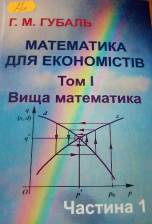 Г. М. ГУБАЛЬ
МАТЕМАТИКА
ДЛЯ ЕКОНОМІСТІВ
Том I
Вища математика
Частина 1